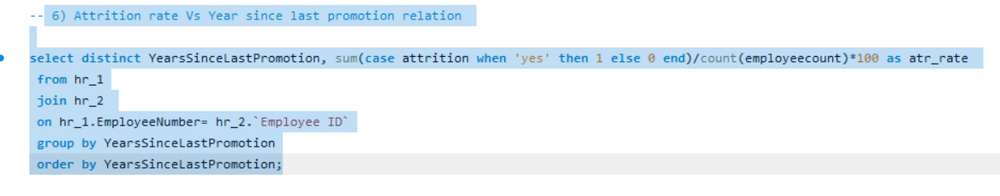 -- 6) Attrition rate Vs Year since last promotion relation
select distinct YearsSinceLastPromotion, sum(case attrition when 'yes' then 1 else 0 end)/count(employeecount)*100 as atr_rate
from hr_1
join hr_2
on hr_1.EmployeeNumber= hr_2.`Employee ID`
group by YearsSinceLastPromotion
order by YearsSinceLastPromotion;